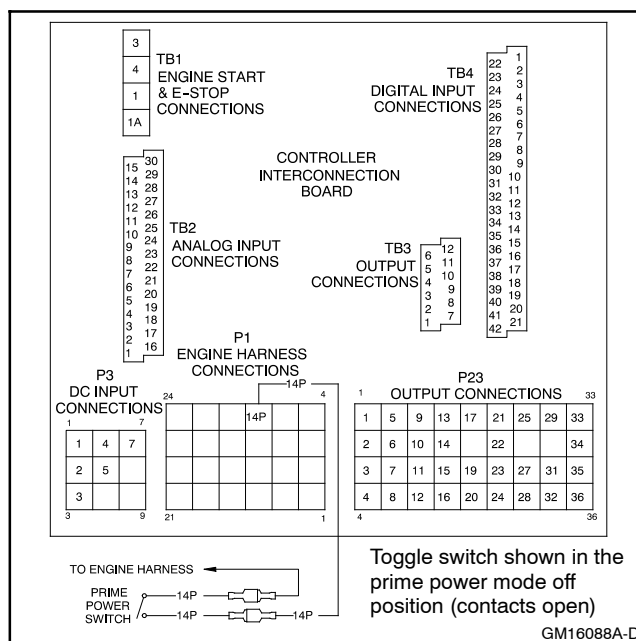 3
4
1
1A
TB1
ENGINE START
& E-STOP
CONNECTIONS
TB4
DIGITAL INPUT
CONNECTIONS
22 1
23 2
24 3
25 4
26 5
27 6
28 7
29 8
30 9
31 10
32 11
33 12
34 13
35 14
36 15
37 16
38 17
39 18
40 19
41 20
42 21
CONTROLLER
INTERCONNECTION
BOARD
15 30
14 29
13 28
12 27
11 26
10 25
9 24
8 23
7 22
6 21
5 20
4 19
3 18
2 17
1 16
TB2
ANALOG INPUT
CONNECTIONS
TB3
OUTPUT
CONNECTIONS
6 12
5 11
4 10
3 9
2 8
1 7
P1
ENGINE HARNESS
CONNECTIONS
24 14P 4
14P
21 1
P3
DC INPUT
CONNECTIONS
1 7
1 4 7
2 5
3
3 9
P23
OUTPUT CONNECTIONS
1 33
1 5 9 13 17 21 25 29 33
2 6 10 14 22 34
3 7 11 15 19 23 27 31 35
4 8 12 16 20 24 28 32 36
4 36
TO ENGINE HARNESS
PRIME
POWER
SWITCH
14P 14P
14P 14P
Toggle switch shown in the
prime power mode off
position (contacts open)
GM16088A-D